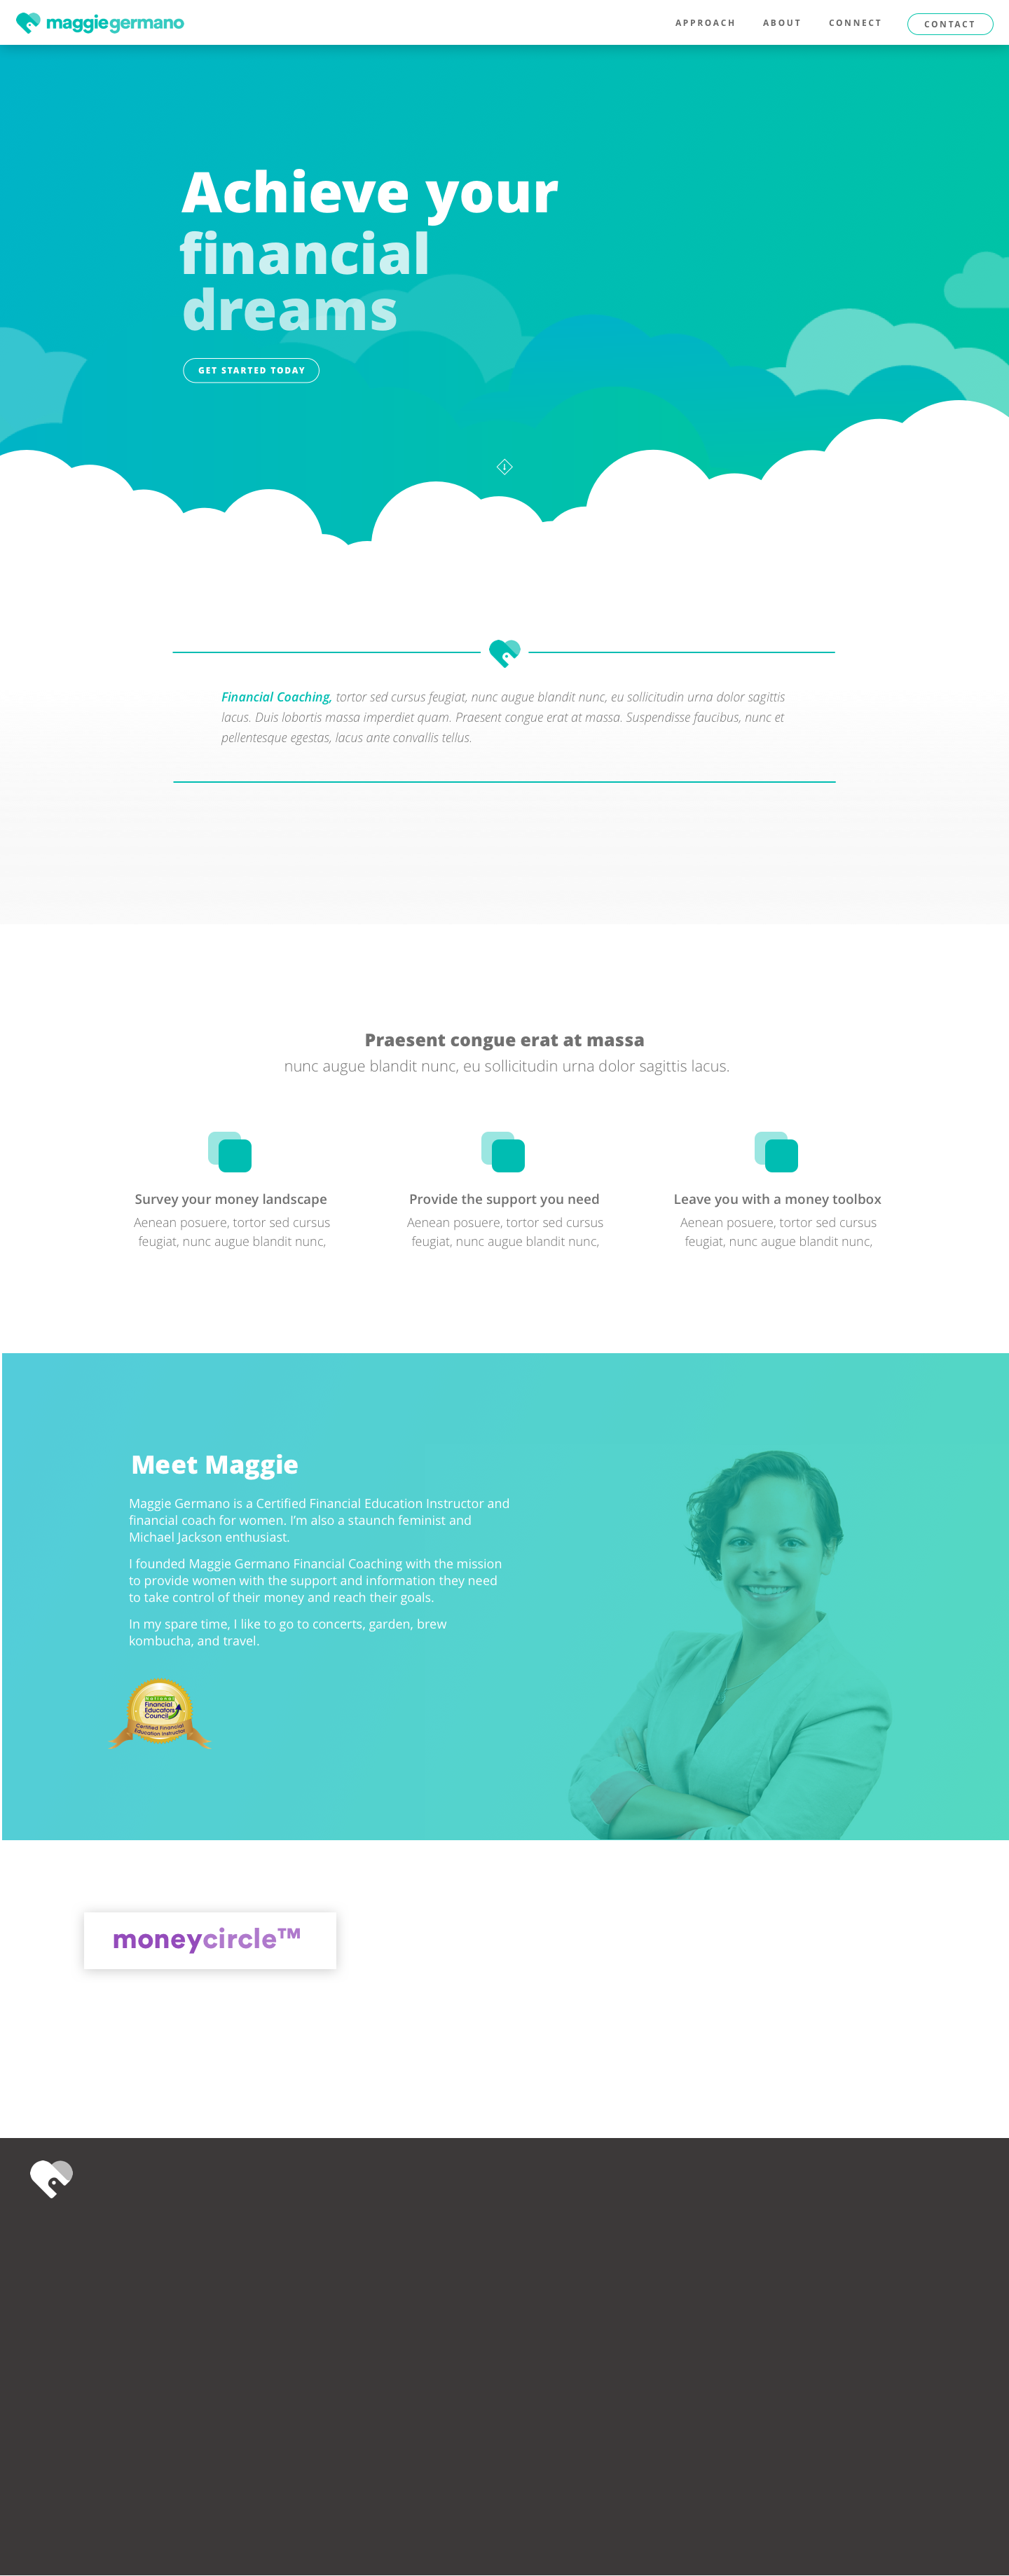 maggiegermano
APPROACH ABOUT CONNECT CONTACT
Achieve your
financial
dreams
GET STARTED TODAY
Financial Coaching, tortor sed cursus feugiat, nunc augue blandit nunc, eu sollicitudin urna dolor sagittis
lacus. Duis lobortis massa imperdiet quam. Praesent congue erat at massa. Suspendisse faucibus, nunc et
pellentesque egestas, lacus ante convallis tellus.
Praesent congue erat at massa
nunc augue blandit nunc, eu sollicitudin urna dolor sagittis lacus.
Survey your money landscape
Aenean posuere, tortor sed cursus
feugiat, nunc augue blandit nunc,
Provide the support you need
Aenean posuere, tortor sed cursus
feugiat, nunc augue blandit nunc,
Leave you with a money toolbox
Aenean posuere, tortor sed cursus
feugiat, nunc augue blandit nunc,
Meet Maggie
Maggie Germano is a Certified Financial Education Instructor and
financial coach for women. I'm also a staunch feminist and
Michael Jackson enthusiast.
I founded Maggie Germano Financial Coaching with the mission
to provide women with the support and information they need
to take control of their money and reach their goals.
In my spare time, I like to go to concerts, garden, brew
kombucha, and travel.
National
Financial
Educators
Council
Certified Financial
Education Instructor
moneycircle™